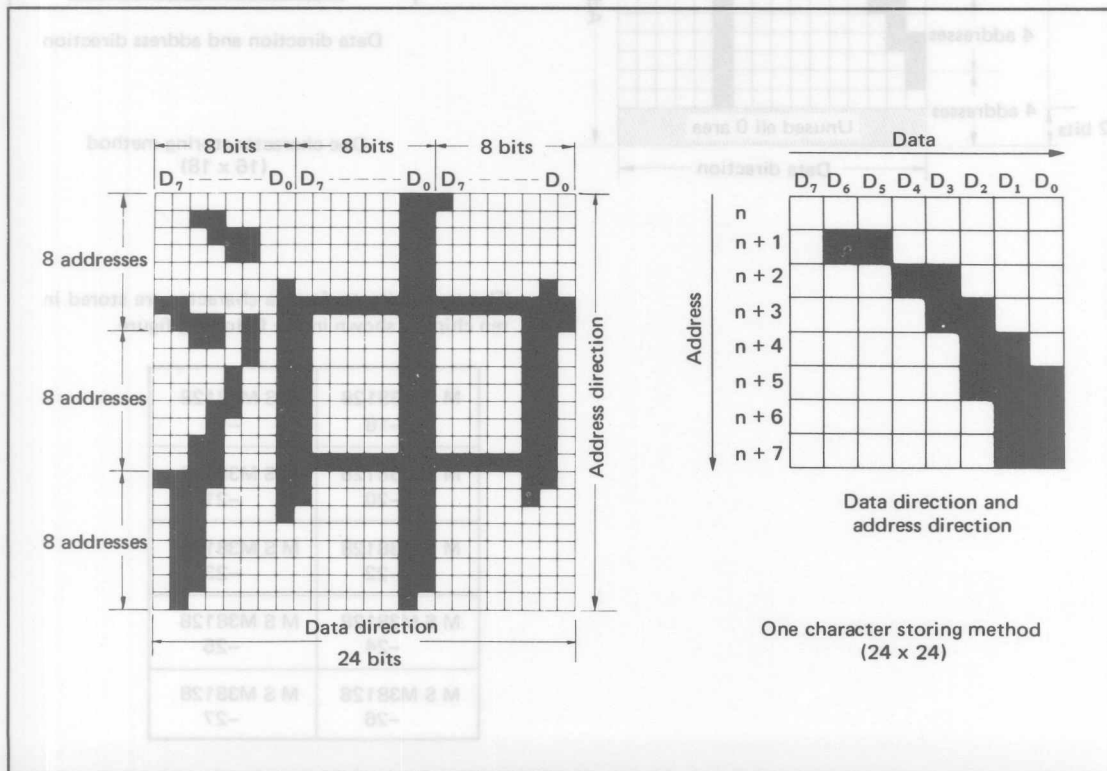 8 bits 8 bits 8 bits
D₇ D₀ D₇ D₀ D₇ D₀
8 addresses
8 addresses
8 addresses
Address direction
Data direction
24 bits
Data
D₇ D₆ D₅ D₄ D₃ D₂ D₁ D₀
Address
n
n + 1
n + 2
n + 3
n + 4
n + 5
n + 6
n + 7
Data direction and
address direction
One character storing method
(24 x 24)